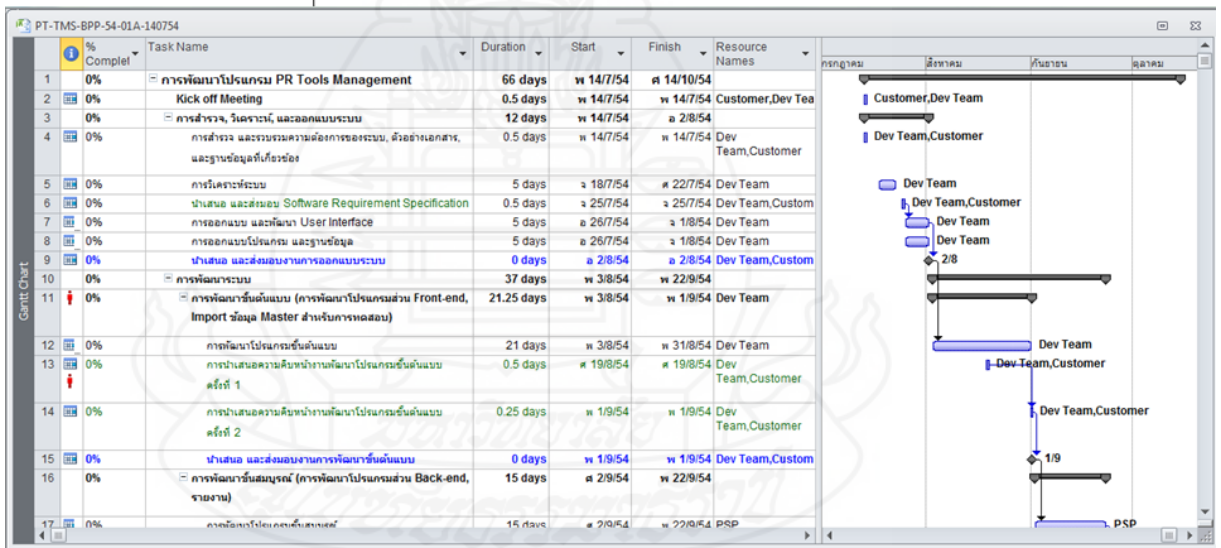 PT-TMS-BPP-54-01A-140754
% Complet Task Name Duration Start Finish Resource Names
กรกฎาคม สิงหาคม กันยายน ตุลาคม
1 0% การพัฒนาโปรแกรม PR Tools Management 66 days พ 14/7/54 ศ 14/10/54
2 0% Kick off Meeting 0.5 days พ 14/7/54 พ 14/7/54 Customer,Dev Tea Customer,Dev Team
3 0% การสำรวจ, วิเคราะห์, และออกแบบระบบ 12 days พ 14/7/54 อ 2/8/54
4 0% การสำรวจ และรวบรวมความต้องการของระบบ, ตัวอย่างเอกสาร, 0.5 days พ 14/7/54 พ 14/7/54 Dev Dev Team,Customer
และฐานข้อมูลที่เกี่ยวข้อง Team,Customer
5 0% การวิเคราะห์ระบบ 5 days จ 18/7/54 ศ 22/7/54 Dev Team Dev Team
6 0% นำเสนอ และส่งมอบ Software Requirement Specification 0.5 days จ 25/7/54 จ 25/7/54 Dev Team,Custom Dev Team,Customer
7 0% การออกแบบ และพัฒนา User Interface 5 days อ 26/7/54 จ 1/8/54 Dev Team Dev Team
8 0% การออกแบบโปรแกรม และฐานข้อมูล 5 days อ 26/7/54 จ 1/8/54 Dev Team Dev Team
9 0% นำเสนอ และส่งมอบงานการออกแบบระบบ 0 days อ 2/8/54 อ 2/8/54 Dev Team,Custom 2/8
10 0% การพัฒนาระบบ 37 days พ 3/8/54 พ 22/9/54
11 0% การพัฒนาขั้นต้นแบบ (การพัฒนาโปรแกรมส่วน Front-end, 21.25 days พ 3/8/54 พ 1/9/54 Dev Team
Import ข้อมูล Master สำหรับการทดสอบ)
12 0% การพัฒนาโปรแกรมขั้นต้นแบบ 21 days พ 3/8/54 พ 31/8/54 Dev Team Dev Team
13 0% การนำเสนอความคืบหน้างานพัฒนาโปรแกรมขั้นต้นแบบ 0.5 days ศ 19/8/54 ศ 19/8/54 Dev Dev Team,Customer
ครั้งที่ 1 Team,Customer
14 0% การนำเสนอความคืบหน้างานพัฒนาโปรแกรมขั้นต้นแบบ 0.25 days พ 1/9/54 พ 1/9/54 Dev Dev Team,Customer
ครั้งที่ 2 Team,Customer
15 0% นำเสนอ และส่งมอบงานการพัฒนาขั้นต้นแบบ 0 days พ 1/9/54 พ 1/9/54 Dev Team,Custom 1/9
16 0% การพัฒนาขั้นสมบูรณ์ (การพัฒนาโปรแกรมส่วน Back-end, 15 days ศ 2/9/54 พ 22/9/54
รายงาน)
17 0% การพัฒนาโปรแกรมขั้นสมบูรณ์ 15 days ศ 2/9/54 พ 22/9/54 PSP PSP
Gantt Chart